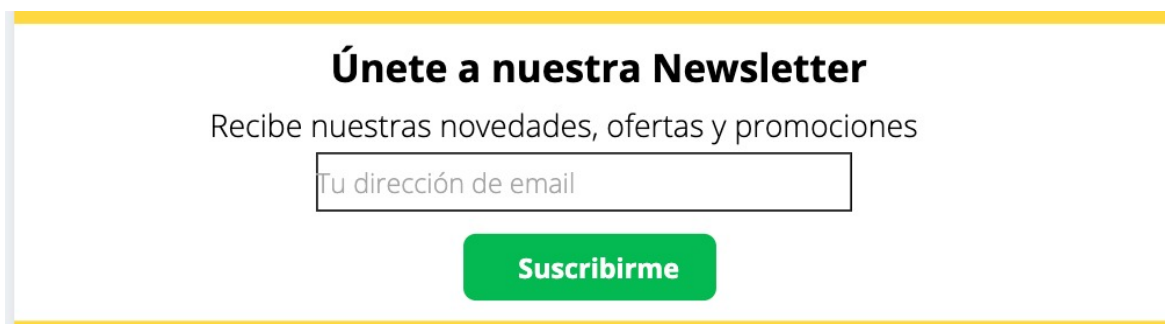 Únete a nuestra Newsletter
Recibe nuestras novedades, ofertas y promociones
Tu dirección de email
Suscribirme